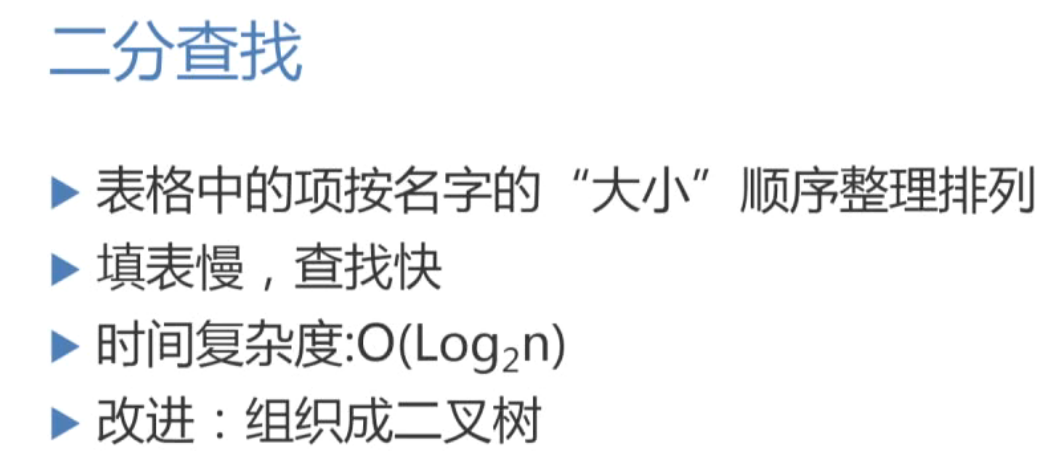 二分查找
表格中的项按名字的“大小”顺序整理排列
填表慢，查找快
时间复杂度:O(Log₂n)
改进：组织成二叉树